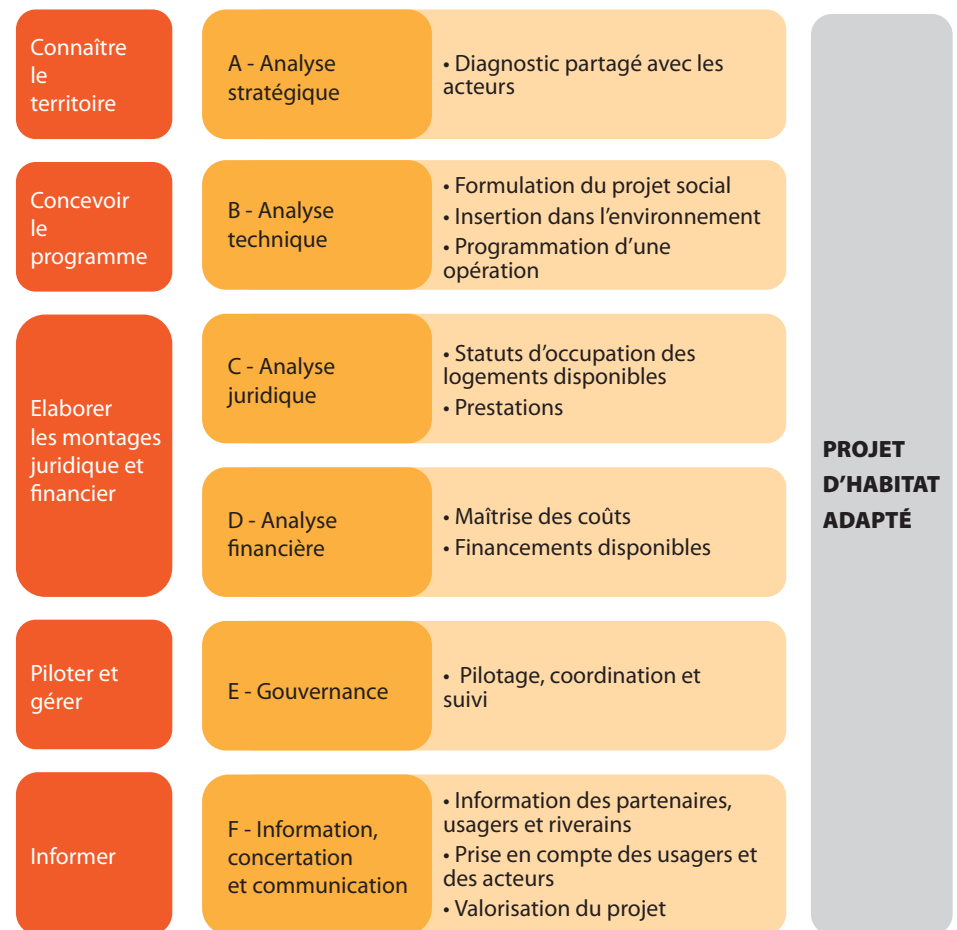 Connaître
le
territoire
A - Analyse
stratégique
• Diagnostic partagé avec les
acteurs
Concevoir
le
programme
B - Analyse
technique
• Formulation du projet social
• Insertion dans l'environnement
• Programmation d'une
opération
Elaborer
les montages
juridique et
financier
C - Analyse
juridique
• Statuts d'occupation des
logements disponibles
• Prestations
D - Analyse
financière
• Maîtrise des coûts
• Financements disponibles
Piloter et
gérer
E - Gouvernance
• Pilotage, coordination et
suivi
Informer
F - Information,
concertation
et communication
• Information des partenaires,
usagers et riverains
• Prise en compte des usagers et
des acteurs
• Valorisation du projet
PROJET
D'HABITAT
ADAPTÉ